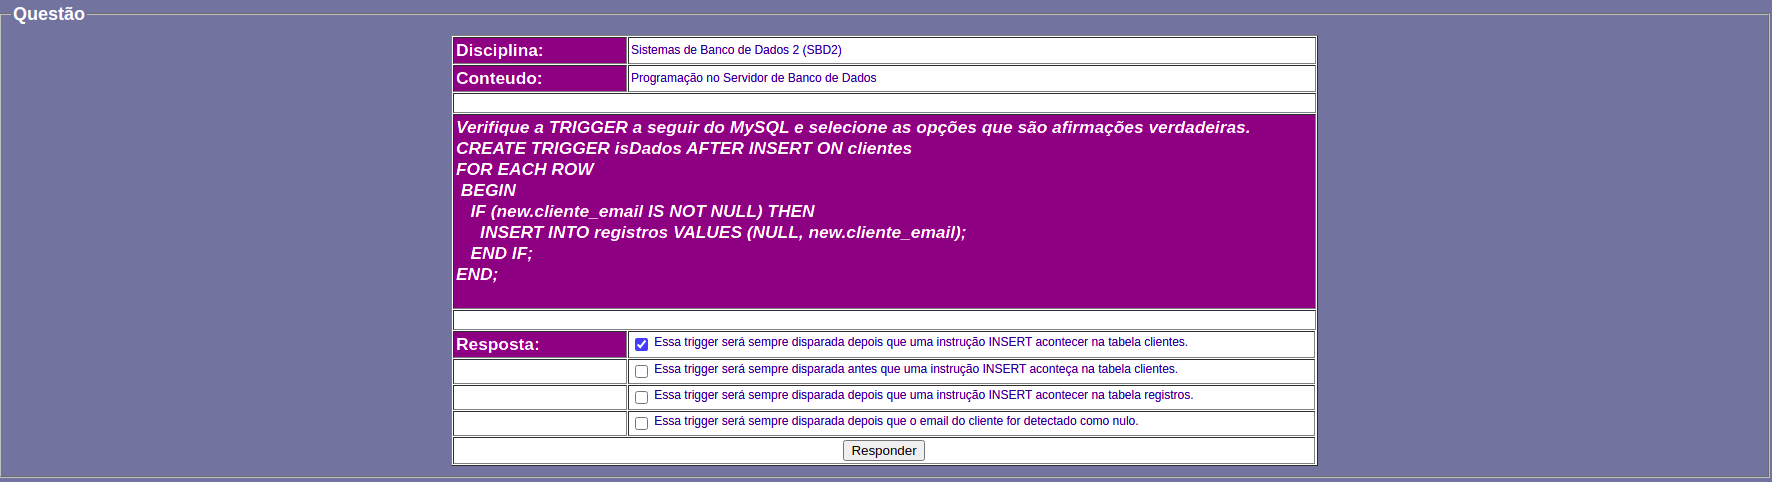 Questão
Disciplina: Sistemas de Banco de Dados 2 (SBD2)
Conteudo: Programação no Servidor de Banco de Dados
Verifique a TRIGGER a seguir do MySQL e selecione as opções que são afirmações verdadeiras.
CREATE TRIGGER isDados AFTER INSERT ON clientes
FOR EACH ROW
BEGIN
IF (new.cliente_email IS NOT NULL) THEN
INSERT INTO registros VALUES (NULL, new.cliente_email);
END IF;
END;
Resposta: Essa trigger será sempre disparada depois que uma instrução INSERT acontecer na tabela clientes.
Essa trigger será sempre disparada antes que uma instrução INSERT aconteça na tabela clientes.
Essa trigger será sempre disparada depois que uma instrução INSERT acontecer na tabela registros.
Essa trigger será sempre disparada depois que o email do cliente for detectado como nulo.
Responder